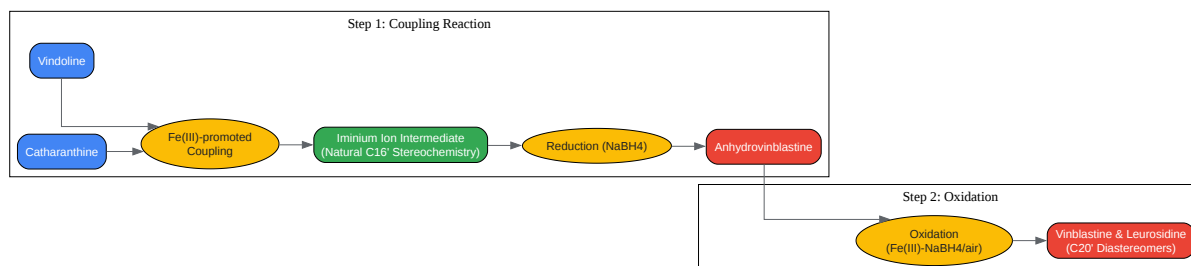 Step 1: Coupling Reaction
Vindoline
Catharanthine
Fe(III)-promoted
Coupling
Iminium Ion Intermediate
(Natural C16' Stereochemistry)
Reduction (NaBH4)
Anhydrovinblastine
Step 2: Oxidation
Oxidation
(Fe(III)-NaBH4/air)
Vinblastine & Leurosidine
(C20' Diastereomers)